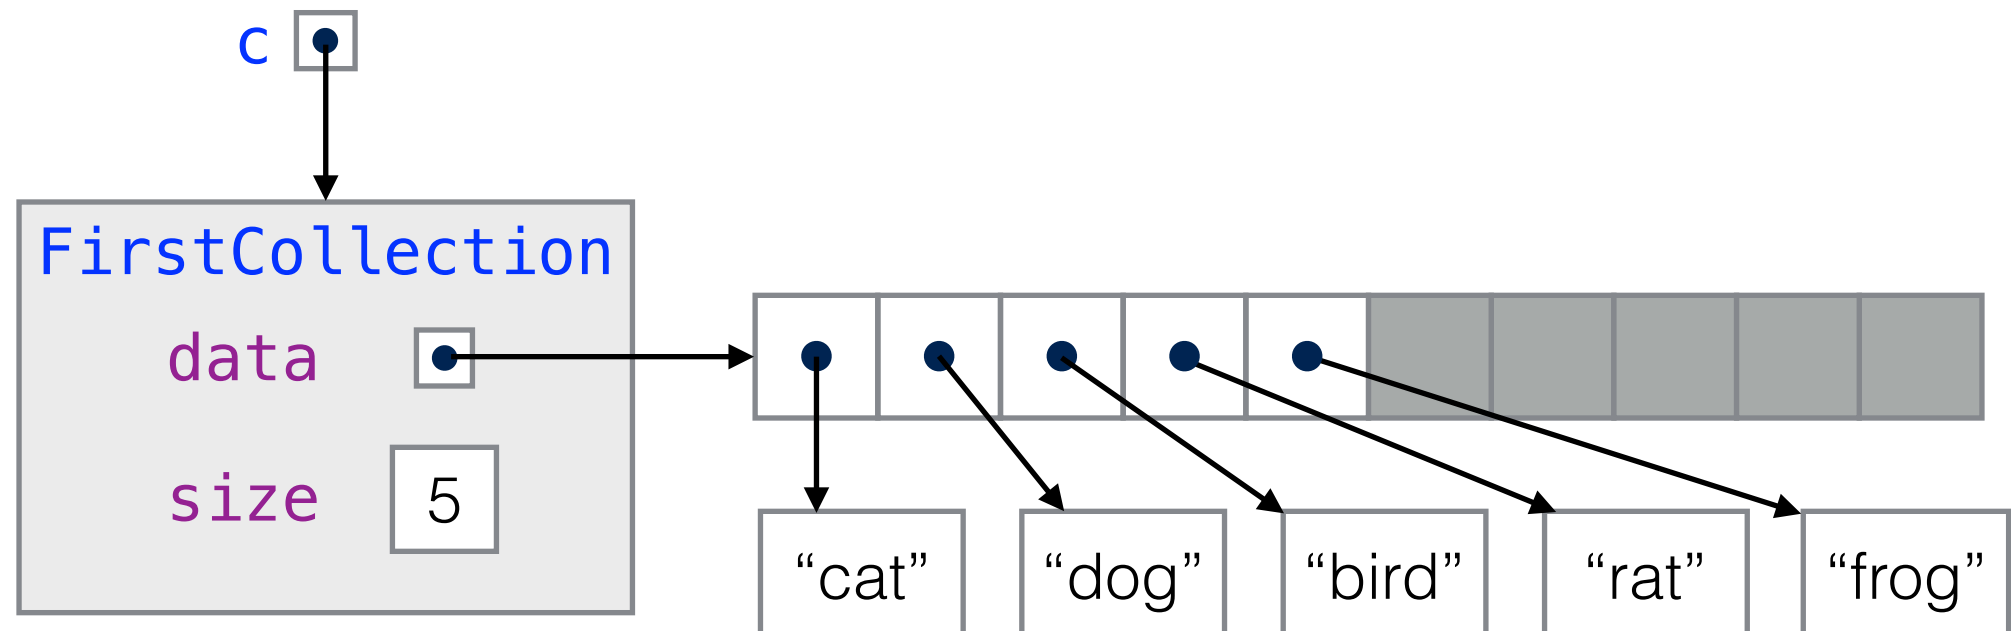 c
FirstCollection
data
size 5
“cat” “dog” “bird” “rat” “frog”